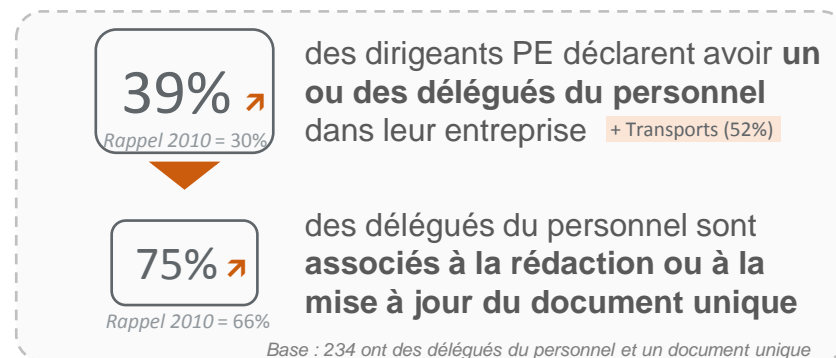 39%
Rappel 2010 = 30%
des dirigeants PE déclarent avoir un
ou des délégués du personnel
dans leur entreprise + Transports (52%)
75%
Rappel 2010 = 66%
des délégués du personnel sont
associés à la rédaction ou à la
mise à jour du document unique
Base : 234 ont des délégués du personnel et un document unique